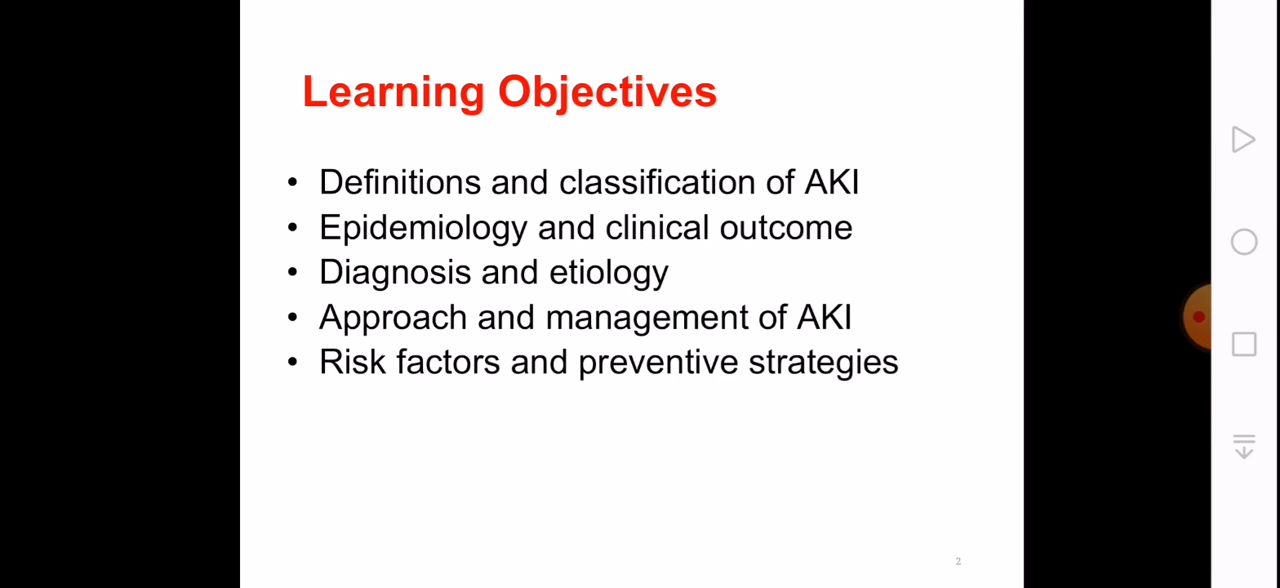 Learning Objectives
• Definitions and classification of AKI
• Epidemiology and clinical outcome
• Diagnosis and etiology
• Approach and management of AKI
• Risk factors and preventive strategies
2